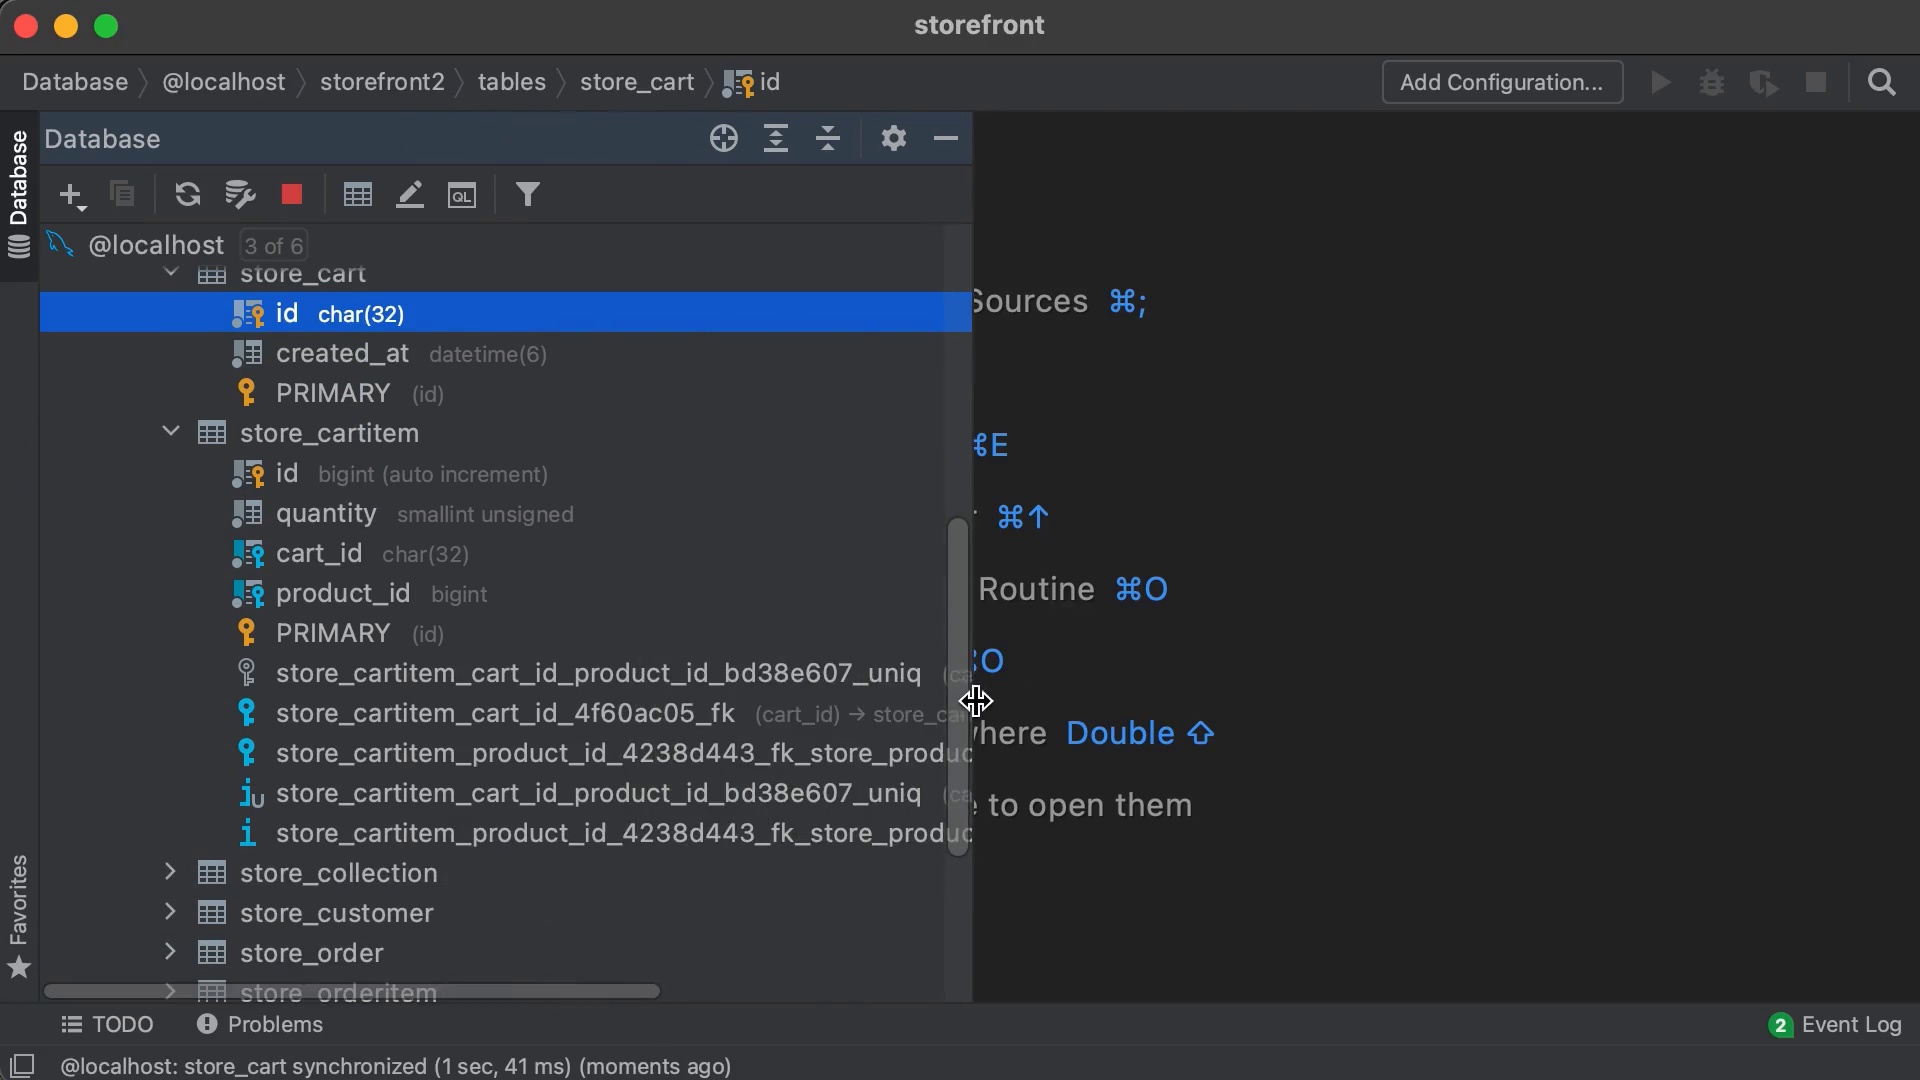 storefront
Database @localhost storefront2 tables store_cart id Add Configuration...
Database
Database
QL
@localhost 3 of 6
store_cart
id char(32)
created_at datetime(6)
PRIMARY (id)
store_cartitem
id bigint (auto increment)
quantity smallint unsigned
cart_id char(32)
product_id bigint
PRIMARY (id)
store_cartitem_cart_id_product_id_bd38e607_uniq (ca
store_cartitem_cart_id_4f60ac05_fk (cart_id) → store_ca
store_cartitem_product_id_4238d443_fk_store_produc
store_cartitem_cart_id_product_id_bd38e607_uniq (ca
store_cartitem_product_id_4238d443_fk_store_produc
store_collection
store_customer
store_order
store_orderitem
Sources ⌘;
⌘E
⌘↑
Routine ⌘O
⌘O
where Double ⇧
to open them
Favorites
TODO Problems 2 Event Log
@localhost: store_cart synchronized (1 sec, 41 ms) (moments ago)